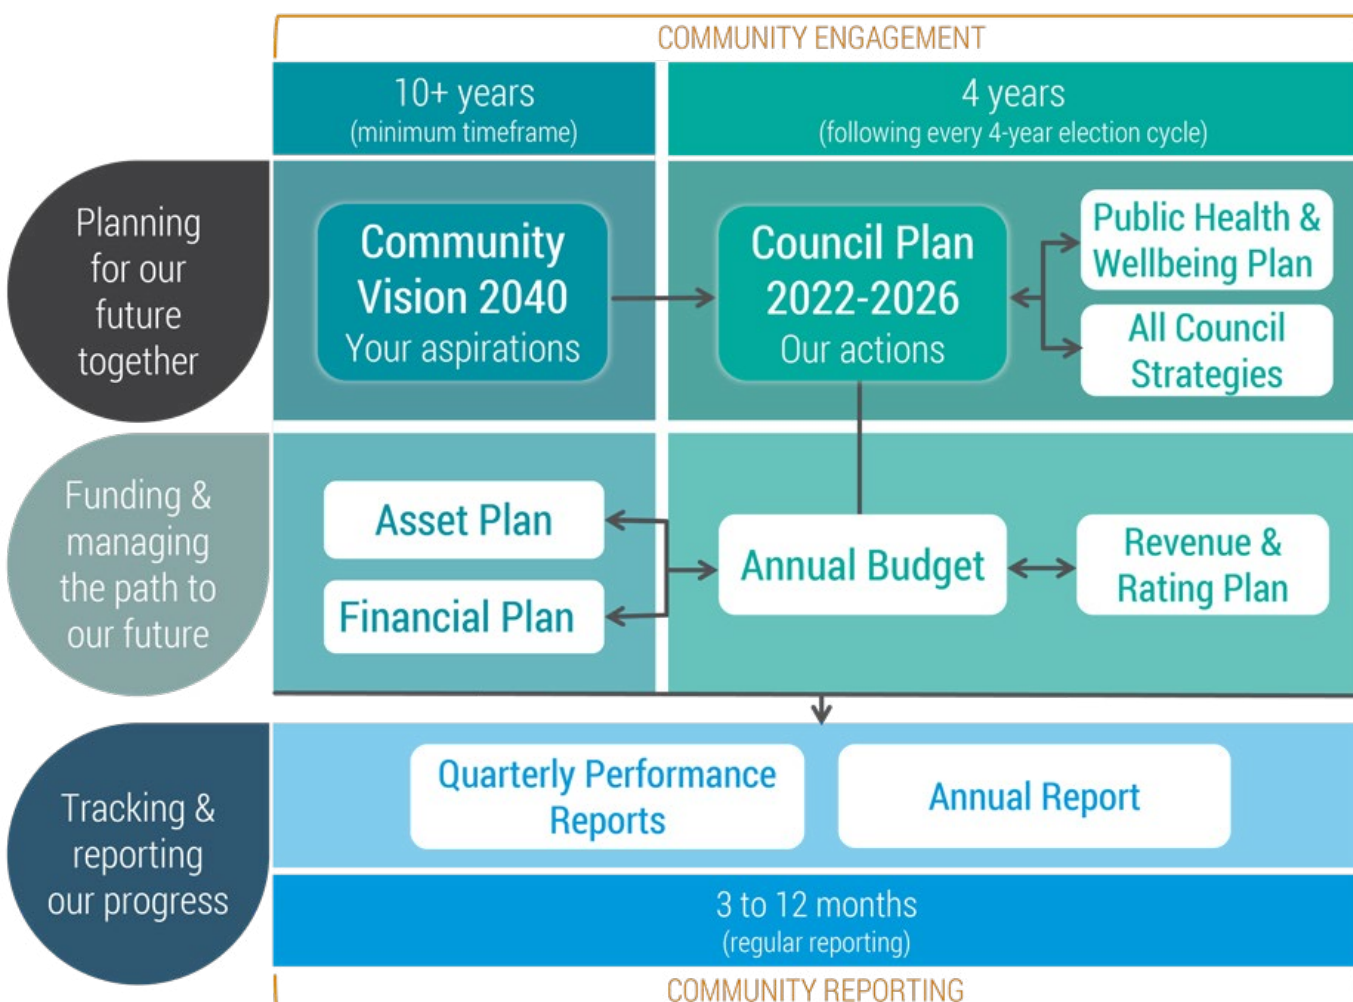 COMMUNITY ENGAGEMENT
10+ years
(minimum timeframe)
4 years
(following every 4-year election cycle)
Planning
for our
future
together
Community
Vision 2040
Your aspirations
Council Plan
2022-2026
Our actions
Public Health &
Wellbeing Plan
All Council
Strategies
Funding &
managing
the path to
our future
Asset Plan
Financial Plan
Annual Budget
Revenue &
Rating Plan
Tracking &
reporting
our progress
Quarterly Performance
Reports
Annual Report
3 to 12 months
(regular reporting)
COMMUNITY REPORTING